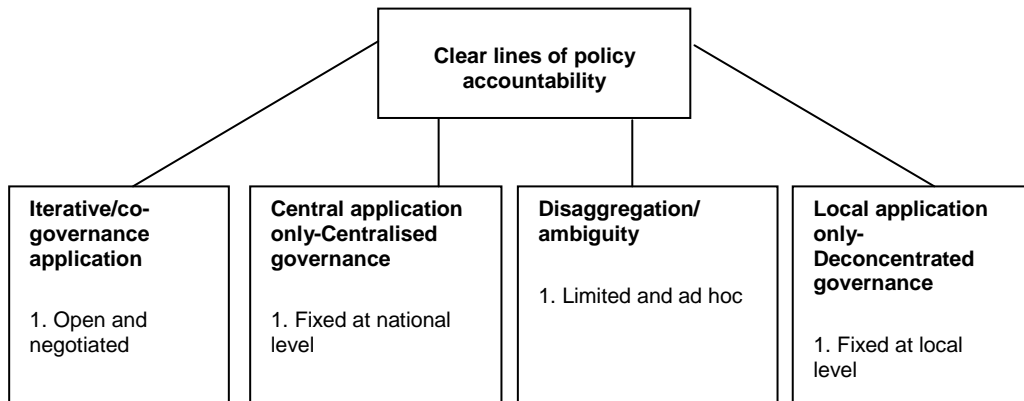 Clear lines of policy
accountability
Iterative/co-
governance
application
1. Open and
negotiated
Central application
only-Centralised
governance
1. Fixed at national
level
Disaggregation/
ambiguity
1. Limited and ad hoc
Local application
only-
Deconcentrated
governance
1. Fixed at local
level